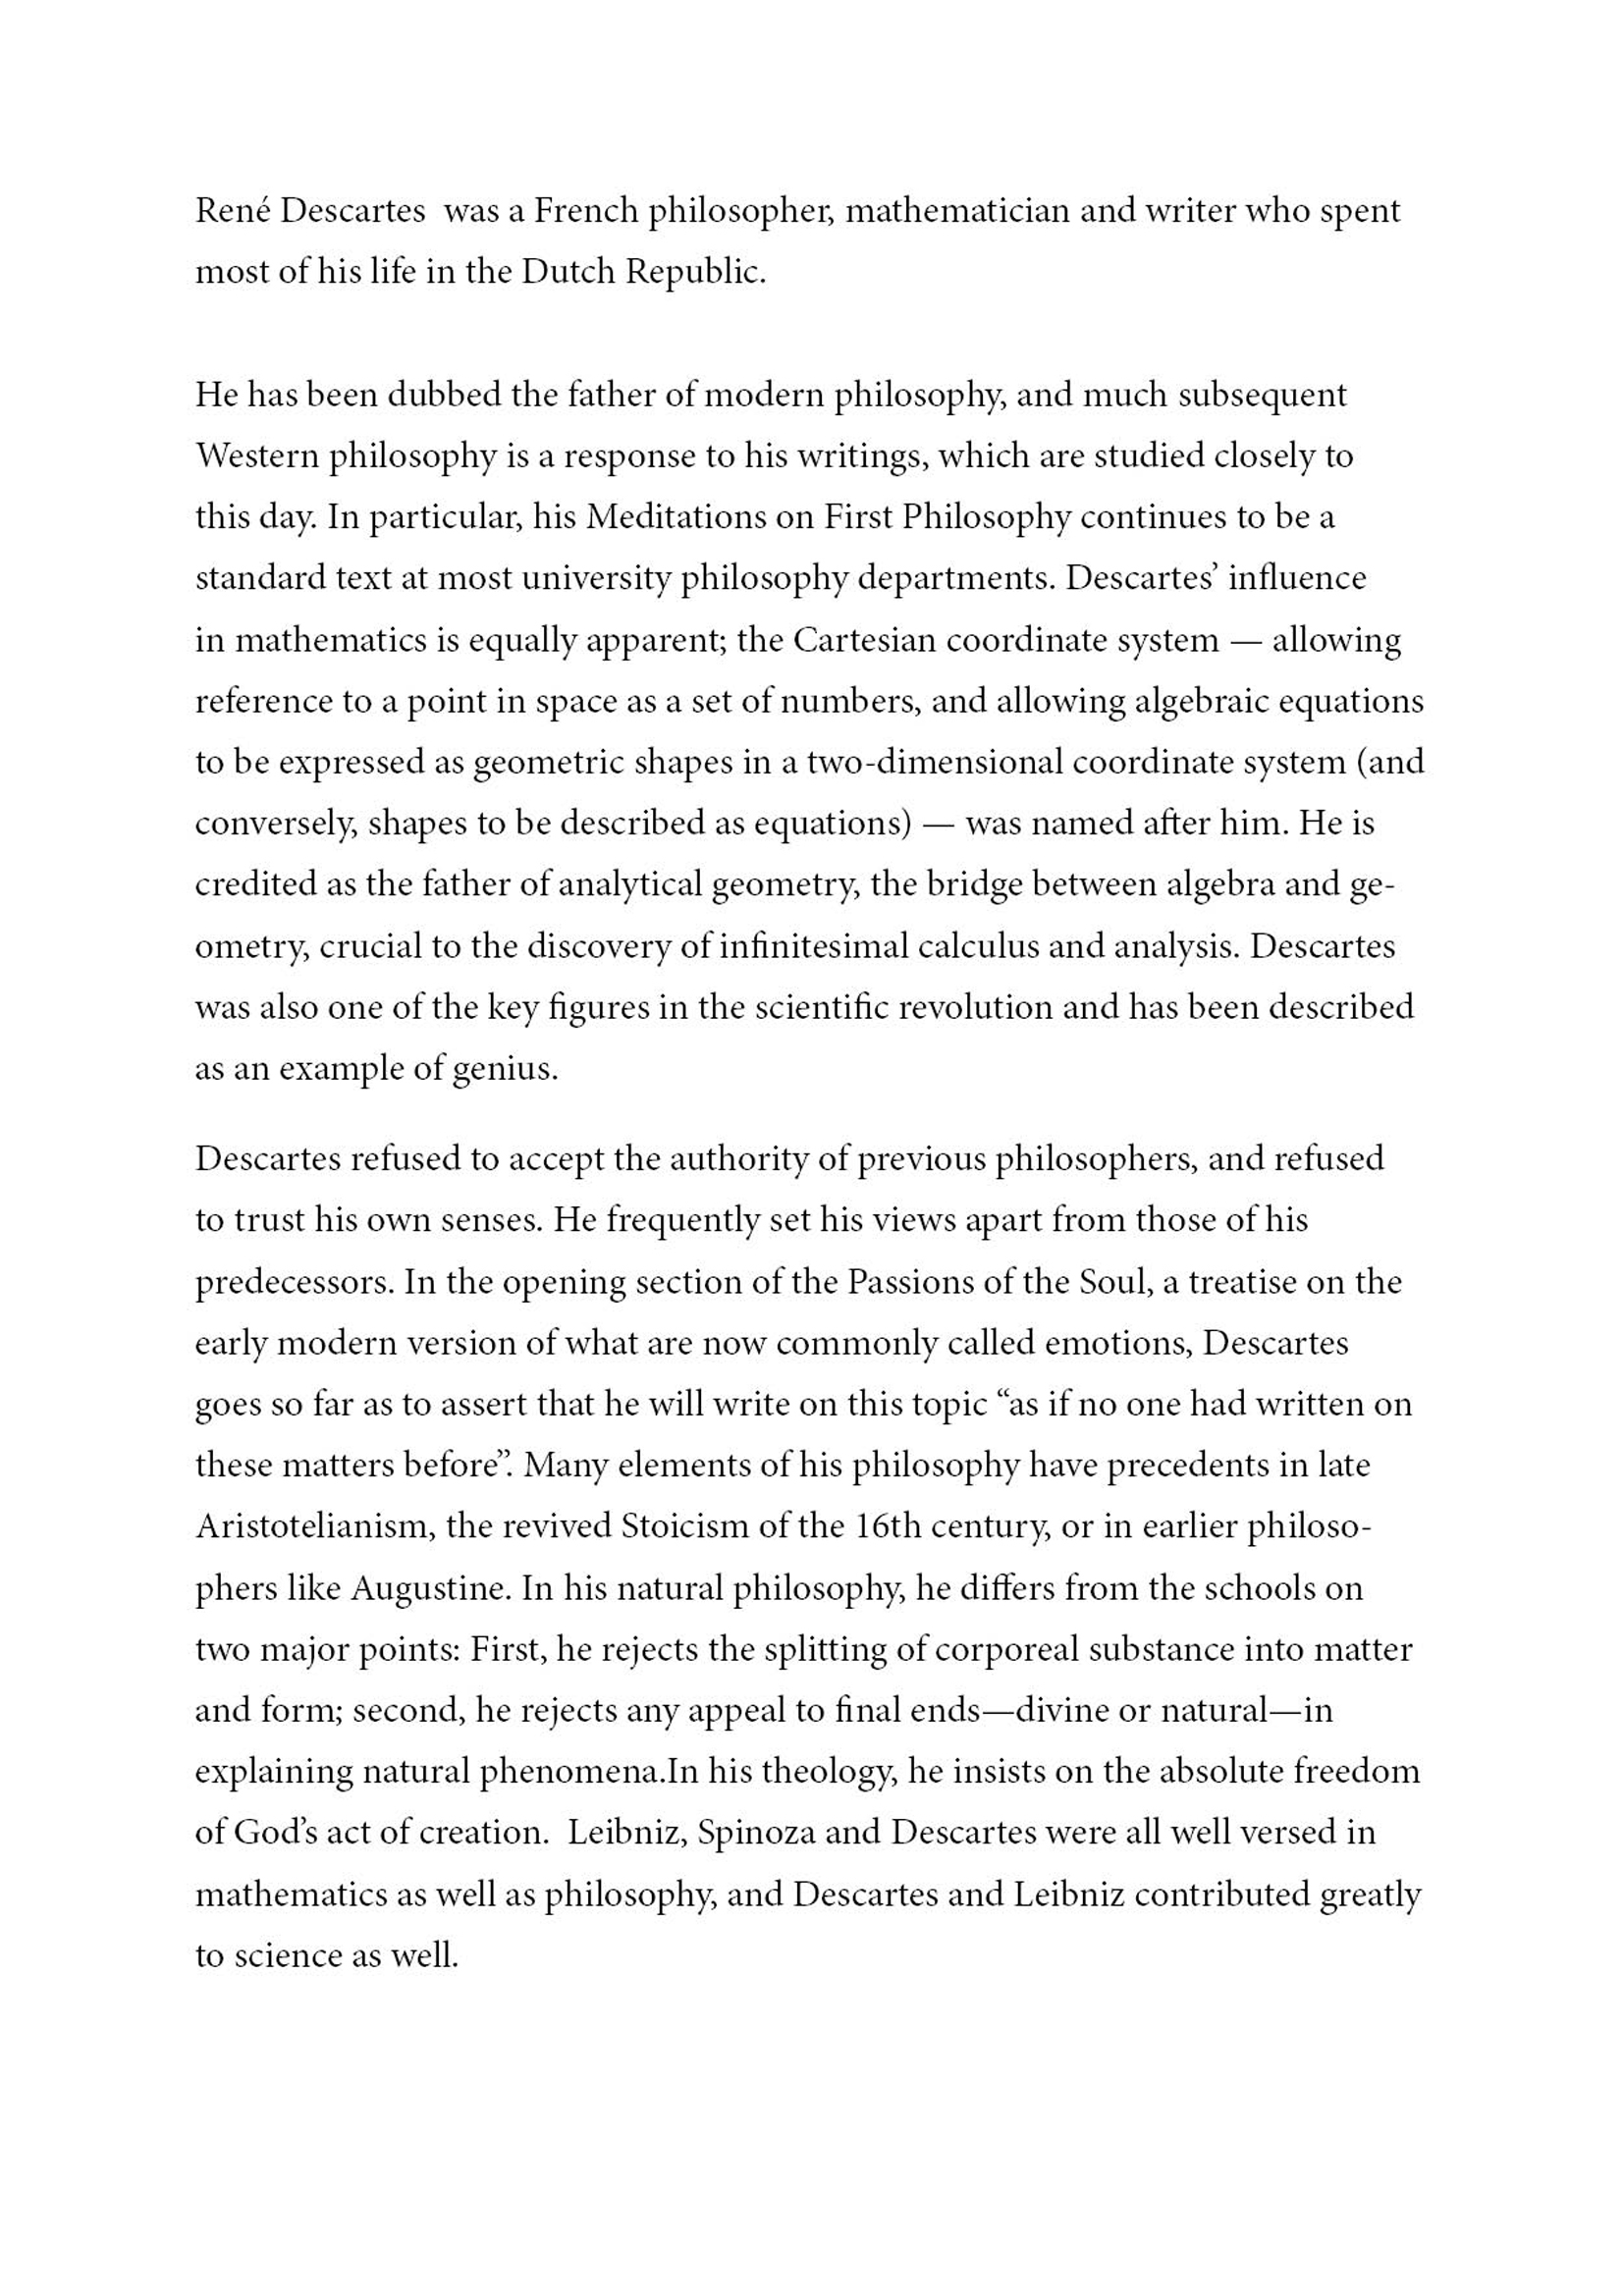 René Descartes  was a French philosopher, mathematician and writer who spent
most of his life in the Dutch Republic.
He has been dubbed the father of modern philosophy, and much subsequent
Western philosophy is a response to his writings, which are studied closely to
this day. In particular, his Meditations on First Philosophy continues to be a
standard text at most university philosophy departments. Descartes’ influence
in mathematics is equally apparent; the Cartesian coordinate system — allowing
reference to a point in space as a set of numbers, and allowing algebraic equations
to be expressed as geometric shapes in a two-dimensional coordinate system (and
conversely, shapes to be described as equations) — was named after him. He is
credited as the father of analytical geometry, the bridge between algebra and ge-
ometry, crucial to the discovery of infinitesimal calculus and analysis. Descartes
was also one of the key figures in the scientific revolution and has been described
as an example of genius.
Descartes refused to accept the authority of previous philosophers, and refused
to trust his own senses. He frequently set his views apart from those of his
predecessors. In the opening section of the Passions of the Soul, a treatise on the
early modern version of what are now commonly called emotions, Descartes
goes so far as to assert that he will write on this topic “as if no one had written on
these matters before”. Many elements of his philosophy have precedents in late
Aristotelianism, the revived Stoicism of the 16th century, or in earlier philoso-
phers like Augustine. In his natural philosophy, he differs from the schools on
two major points: First, he rejects the splitting of corporeal substance into matter
and form; second, he rejects any appeal to final ends—divine or natural—in
explaining natural phenomena.In his theology, he insists on the absolute freedom
of God’s act of creation.  Leibniz, Spinoza and Descartes were all well versed in
mathematics as well as philosophy, and Descartes and Leibniz contributed greatly
to science as well.